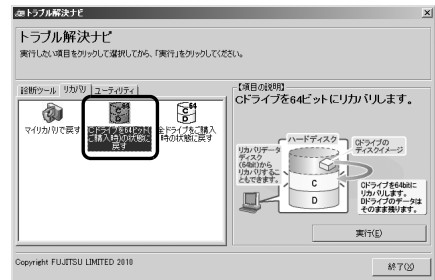 トラブル解決ナビ
トラブル解決ナビ
実行したい項目をクリックして選択してから、「実行」をクリックしてください。
診断ツール リカバリ ユーティリティ
マイリカバリで戻す
64
Cドライブを64ビット(
ご購入時の状態に
戻す
64
全ドライブをご購入
時の状態に戻す
【項目の説明】
Cドライブを64ビットにリカバリします。
リカバリデータ
ディスク
(64bit)から
リカバリするこ
ともできます。
ハードディスク
Cドライブの
ディスクイメージ
C
D
Cドライブを64bitに
リカバリします。
Dドライブのデータは
そのまま残ります。
実行(E)
Copyright FUJITSU LIMITED 2010
終了(X)